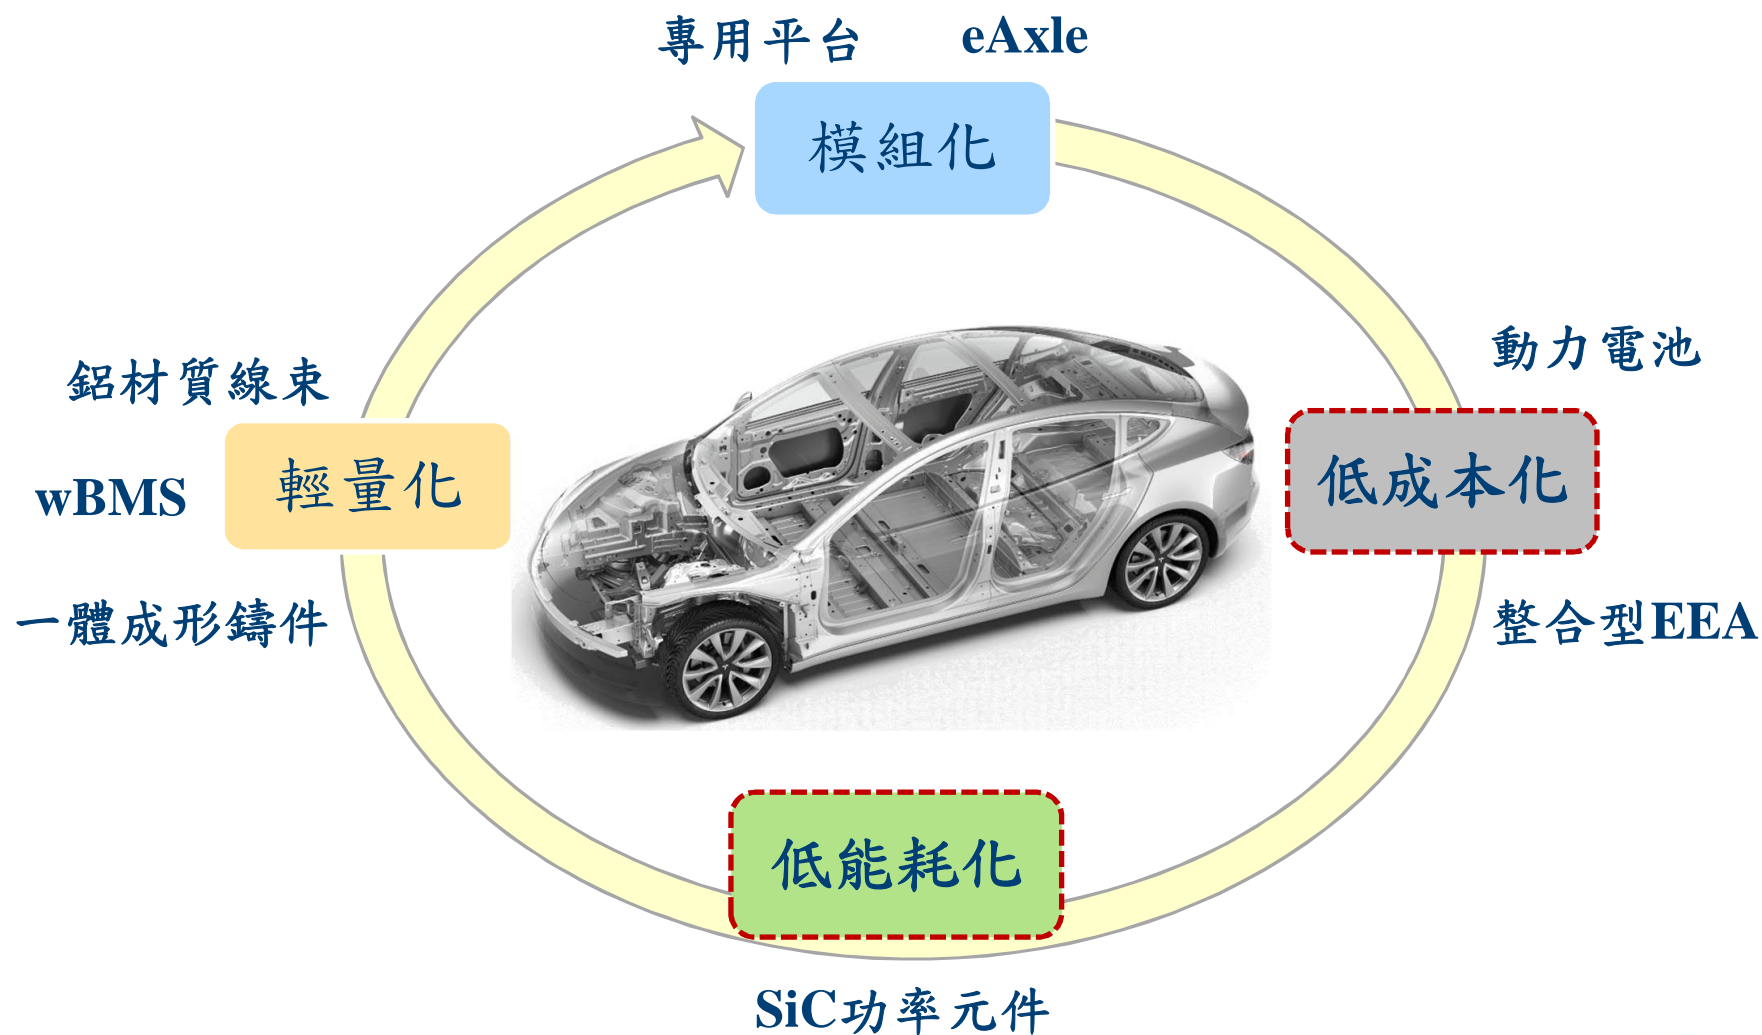 專用平台 eAxle
模組化
動力電池
鋁材質線束
低成本化
輕量化
wBMS
一體成形鑄件
整合型EEA
低能耗化
SiC功率元件